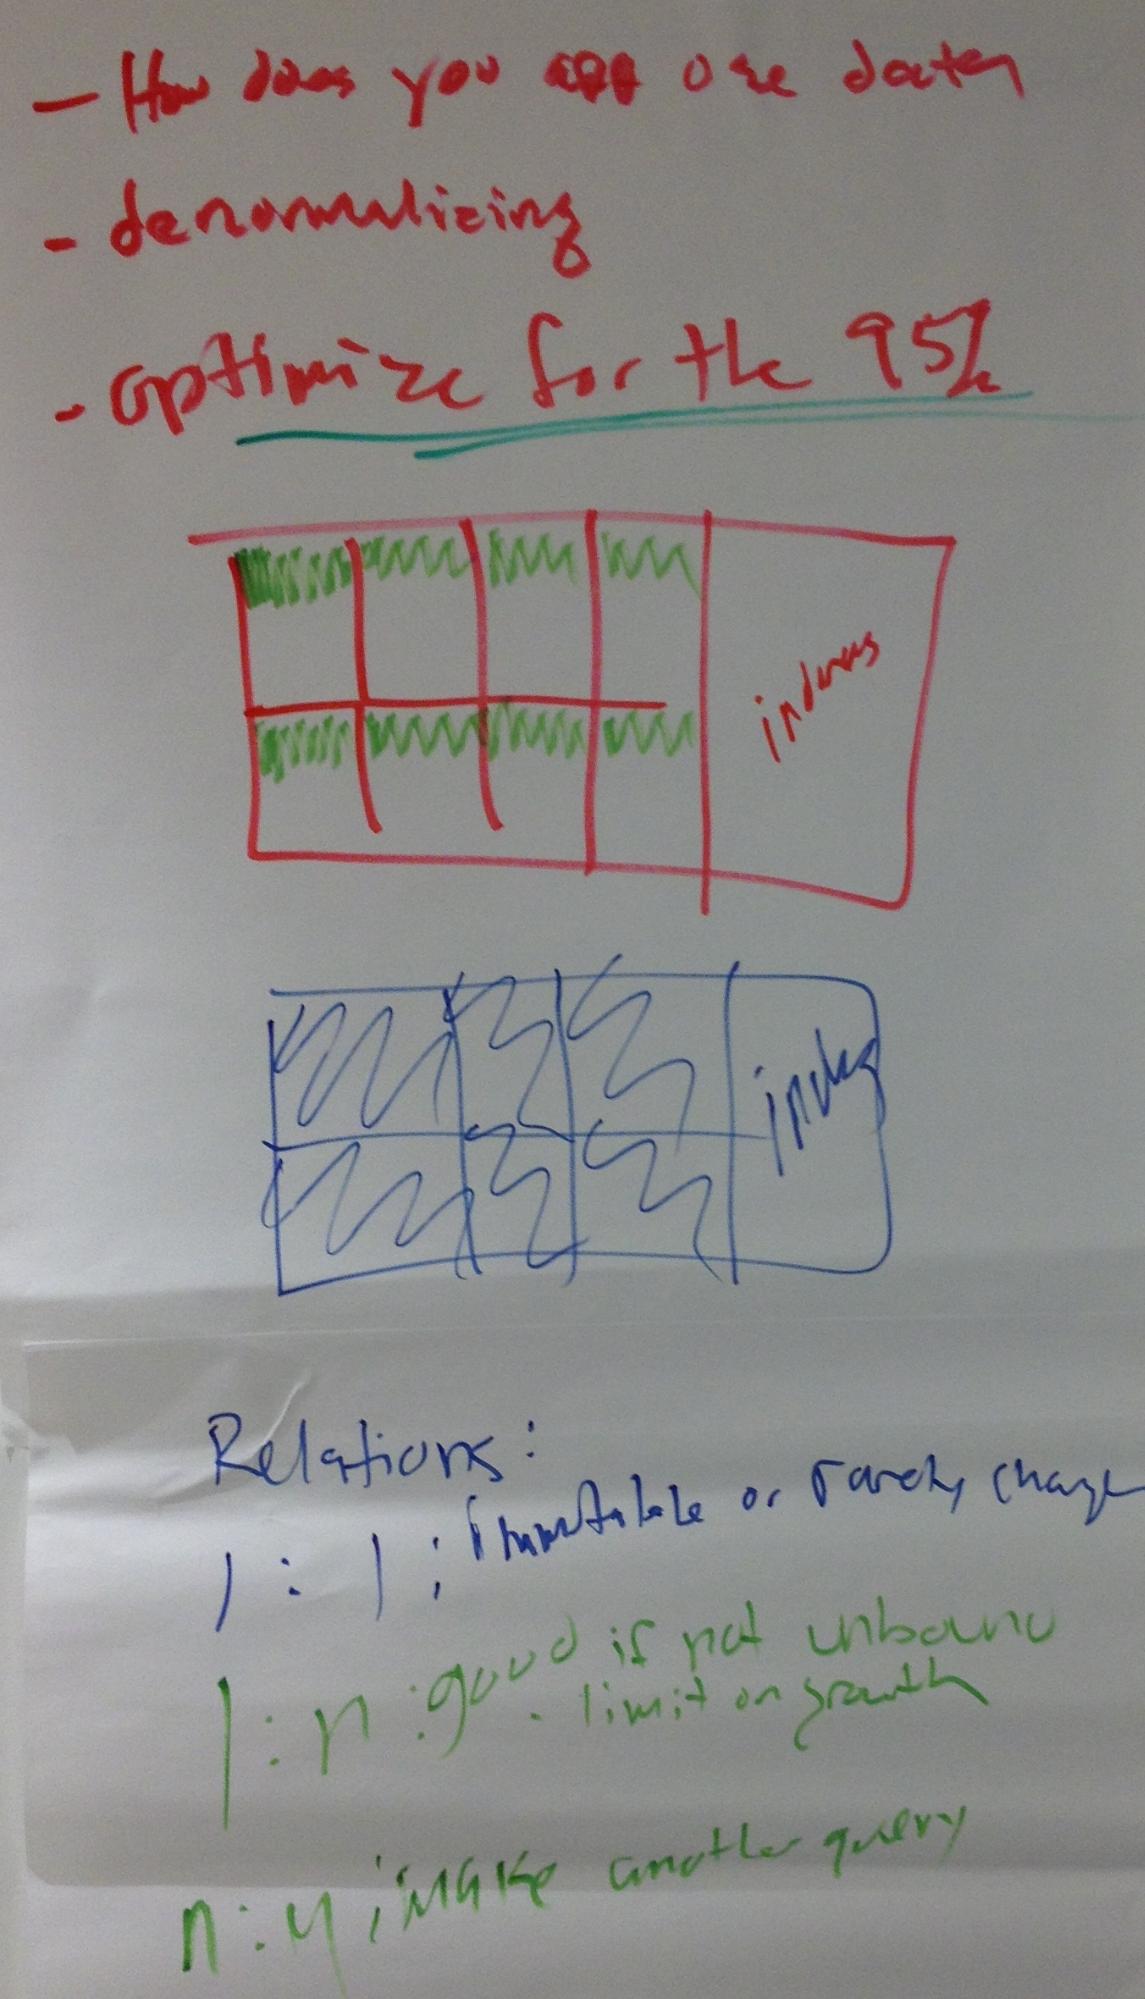 - How does you app use data
- denormalizing
- optimize for the 95%
indexes
index
Relations:
1:1; immutable or rarely change
1:n: good if not unbound
- limit on growth
n:n; make another query